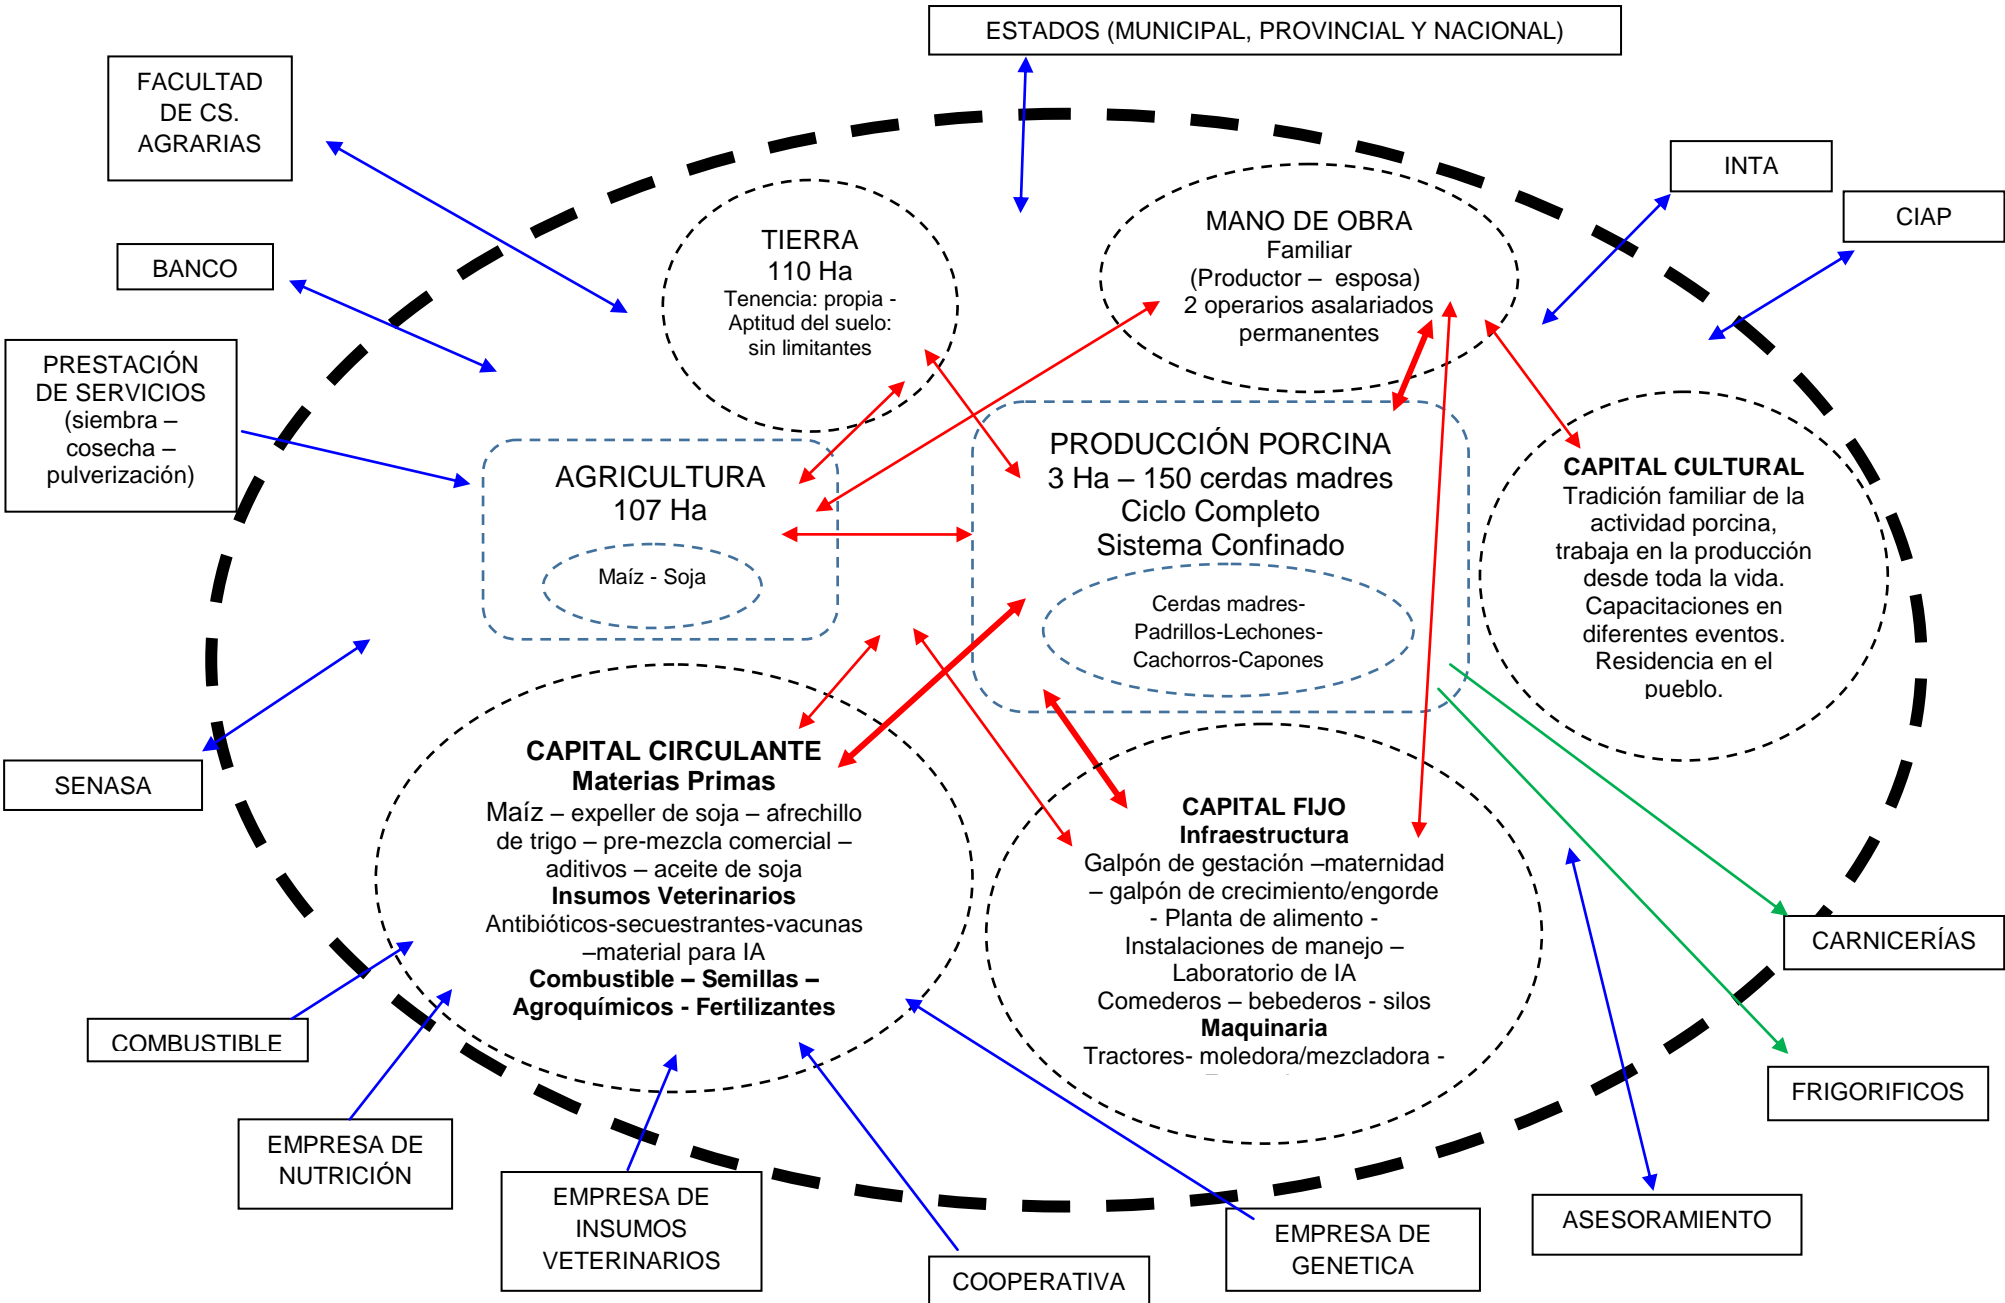 ESTADOS (MUNICIPAL, PROVINCIAL Y NACIONAL)
FACULTAD
DE CS.
AGRARIAS
INTA
CIAP
BANCO
TIERRA
110 Ha
Tenencia: propia -
Aptitud del suelo:
sin limitantes
MANO DE OBRA
Familiar
(Productor – esposa)
2 operarios asalariados
permanentes
PRESTACIÓN
DE SERVICIOS
(siembra –
cosecha –
pulverización)
AGRICULTURA
107 Ha
Maíz - Soja
PRODUCCIÓN PORCINA
3 Ha – 150 cerdas madres
Ciclo Completo
Sistema Confinado
Cerdas madres-
Padrillos-Lechones-
Cachorros-Capones
CAPITAL CULTURAL
Tradición familiar de la
actividad porcina,
trabaja en la producción
desde toda la vida.
Capacitaciones en
diferentes eventos.
Residencia en el
pueblo.
SENASA
CAPITAL CIRCULANTE
Materias Primas
Maíz – expeller de soja – afrechillo
de trigo – pre-mezcla comercial –
aditivos – aceite de soja
Insumos Veterinarios
Antibióticos-secuestrantes-vacunas
–material para IA
Combustible – Semillas –
Agroquímicos - Fertilizantes
CAPITAL FIJO
Infraestructura
Galpón de gestación –maternidad
– galpón de crecimiento/engorde
- Planta de alimento -
Instalaciones de manejo –
Laboratorio de IA
Comederos – bebederos - silos
Maquinaria
Tractores- moledora/mezcladora -
CARNICERÍAS
COMBUSTIBLE
FRIGORIFICOS
EMPRESA DE
NUTRICIÓN
EMPRESA DE
INSUMOS
VETERINARIOS
COOPERATIVA
EMPRESA DE
GENETICA
ASESORAMIENTO